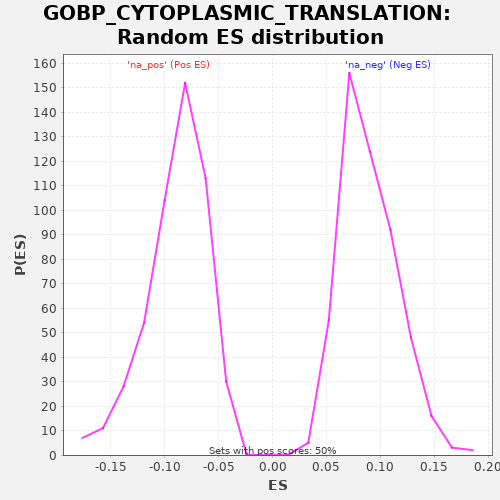 GOBP_CYTOPLASMIC_TRANSLATION:
Random ES distribution
'na_pos' (Pos ES)
'na_neg' (Neg ES)
160
150
140
130
120
110
100
90
80
70
60
50
40
30
20
10
0
P(ES)
Sets with pos scores: 50%
-0.15 -0.10 -0.05 0.00 0.05 0.10 0.15 0.20
ES